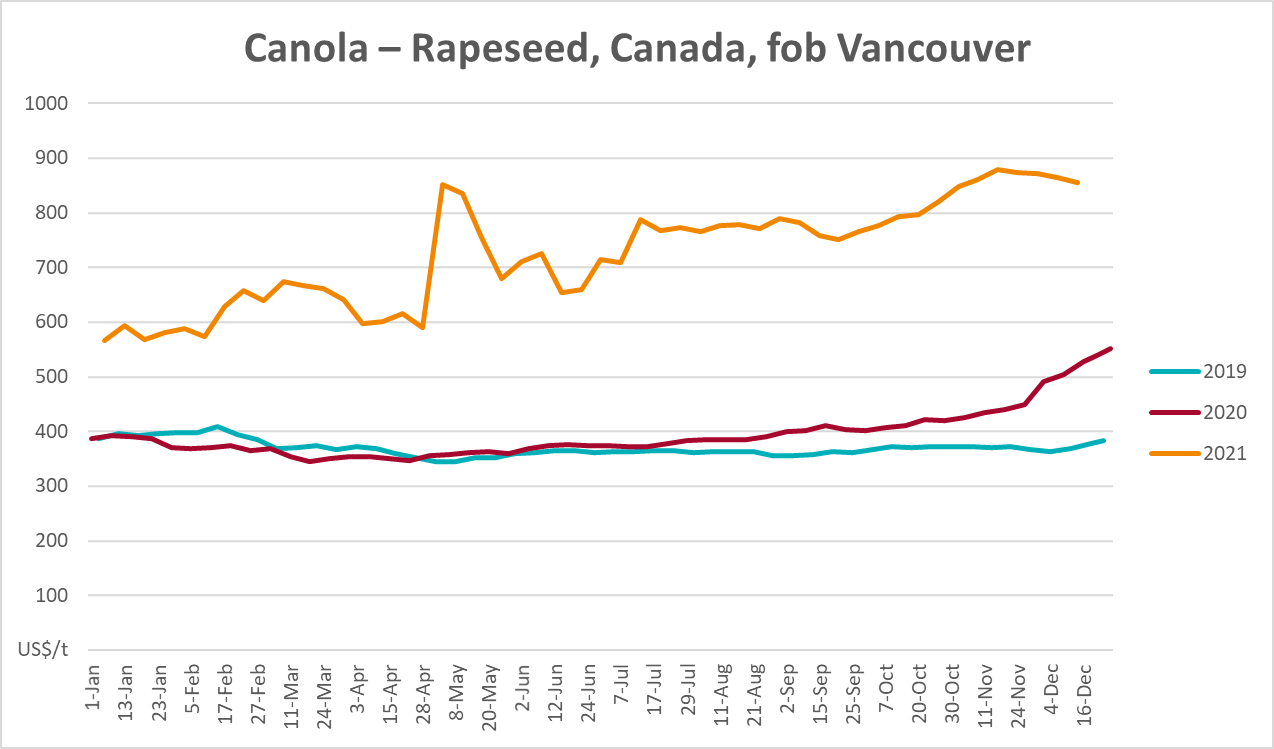 Canola – Rapeseed, Canada, fob Vancouver
1000
900
800
700
600
500
400
300
200
100
US$/t
1-Jan
13-Jan
23-Jan
5-Feb
17-Feb
27-Feb
11-Mar
24-Mar
3-Apr
15-Apr
28-Apr
8-May
20-May
2-Jun
12-Jun
24-Jun
7-Jul
17-Jul
29-Jul
11-Aug
21-Aug
2-Sep
15-Sep
25-Sep
7-Oct
20-Oct
30-Oct
11-Nov
24-Nov
4-Dec
16-Dec
2019
2020
2021